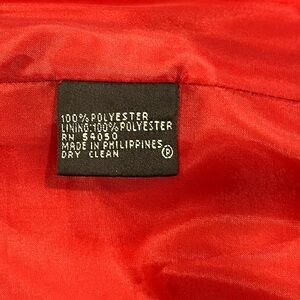 100% POLYESTER
LINING:100% POLYESTER
RN 54050
MADE IN PHILIPPINES
DRY CLEAN Ⓟ